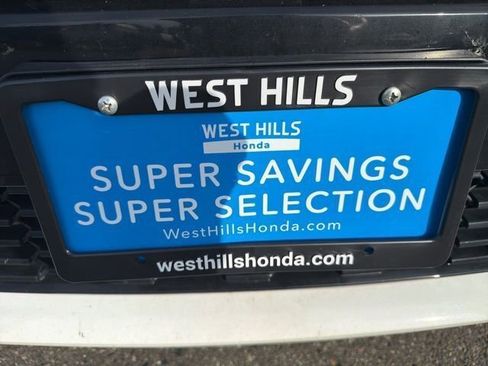 WEST HILLS
WEST HILLS
Honda
SUPER SAVINGS
SUPER SELECTION
WestHillsHonda.com
westhillshonda.com